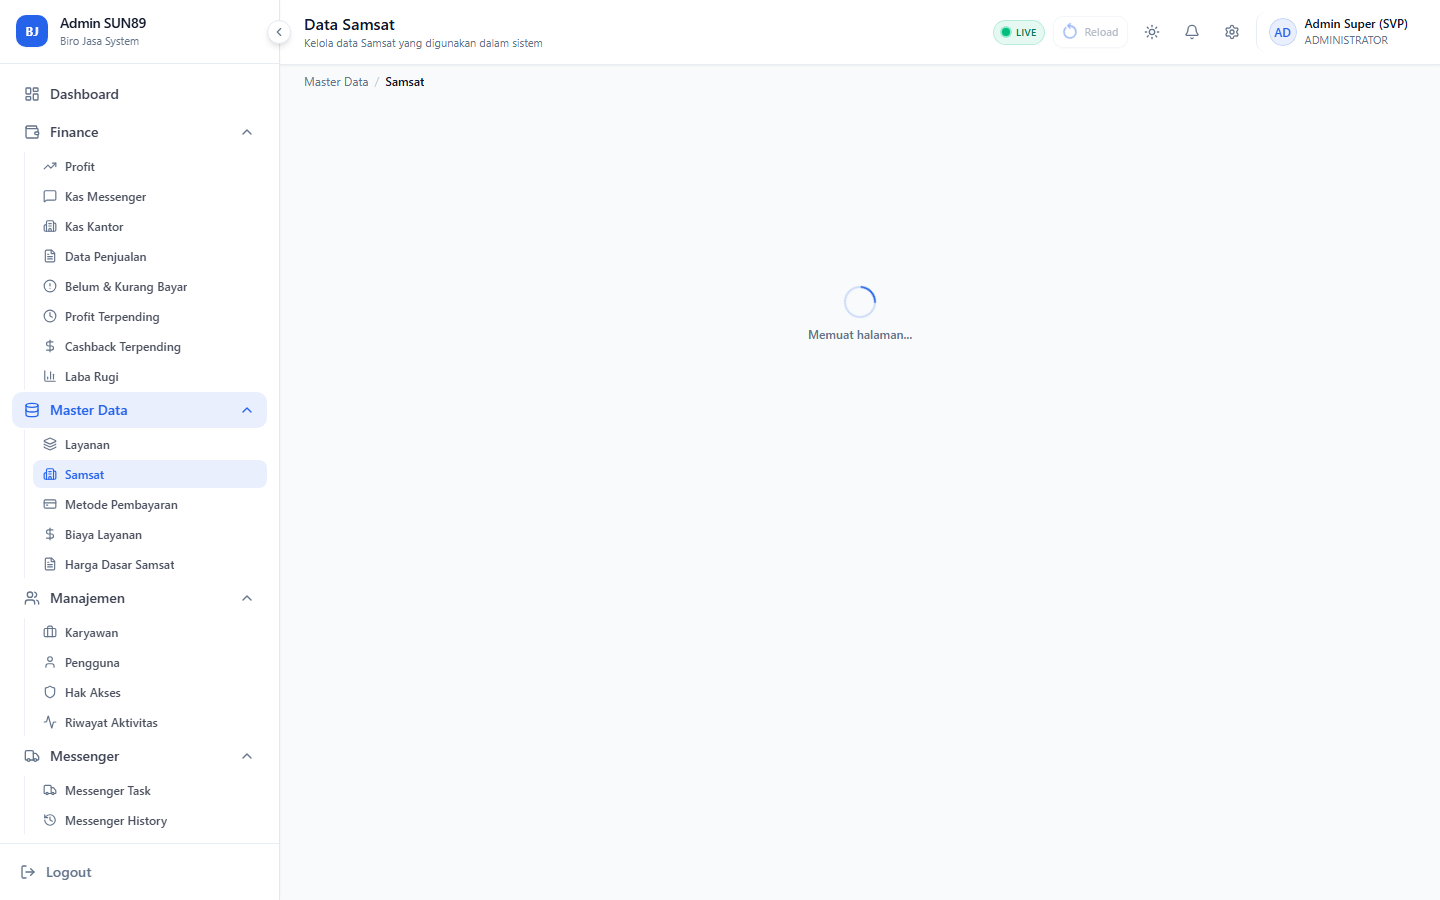 BJ
Admin SUN89
Biro Jasa System
Dashboard
Finance
Profit
Kas Messenger
Kas Kantor
Data Penjualan
Belum & Kurang Bayar
Profit Terpending
Cashback Terpending
Laba Rugi
Master Data
Layanan
Samsat
Metode Pembayaran
Biaya Layanan
Harga Dasar Samsat
Manajemen
Karyawan
Pengguna
Hak Akses
Riwayat Aktivitas
Messenger
Messenger Task
Messenger History
Logout
Data Samsat
Kelola data Samsat yang digunakan dalam sistem
LIVE
Reload
AD
Admin Super (SVP)
ADMINISTRATOR
Master Data / Samsat
Memuat halaman...